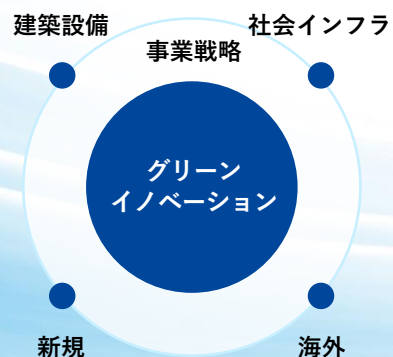 建築設備
社会インフラ
事業戦略
グリーン
イノベーション
新規
海外